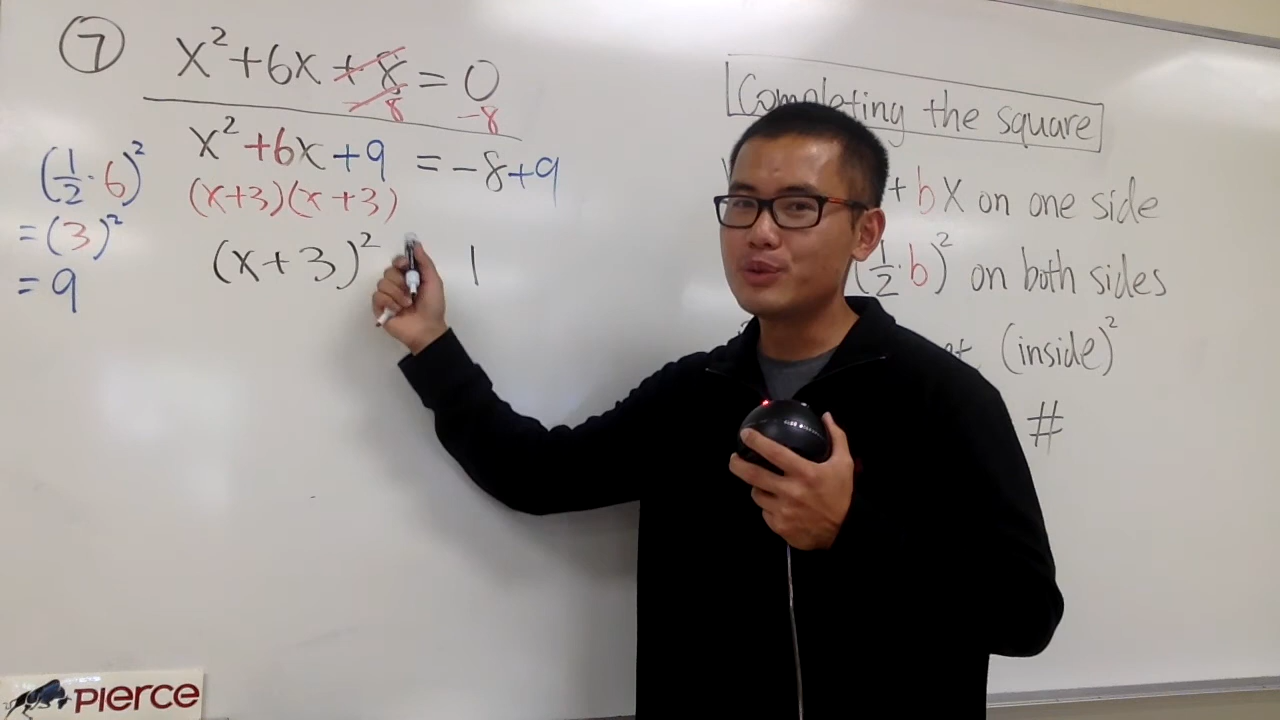 ⑦ x² + 6x + 8 = 0
- 8 -8
x² + 6x + 9 = -8 + 9
(x+3)(x+3)
(x+3)² 1
(1/2 · 6)²
= (3)²
= 9
Completing the square
+ bx on one side
(1/2 · b)² on both sides
(inside)²
#
PIERCE